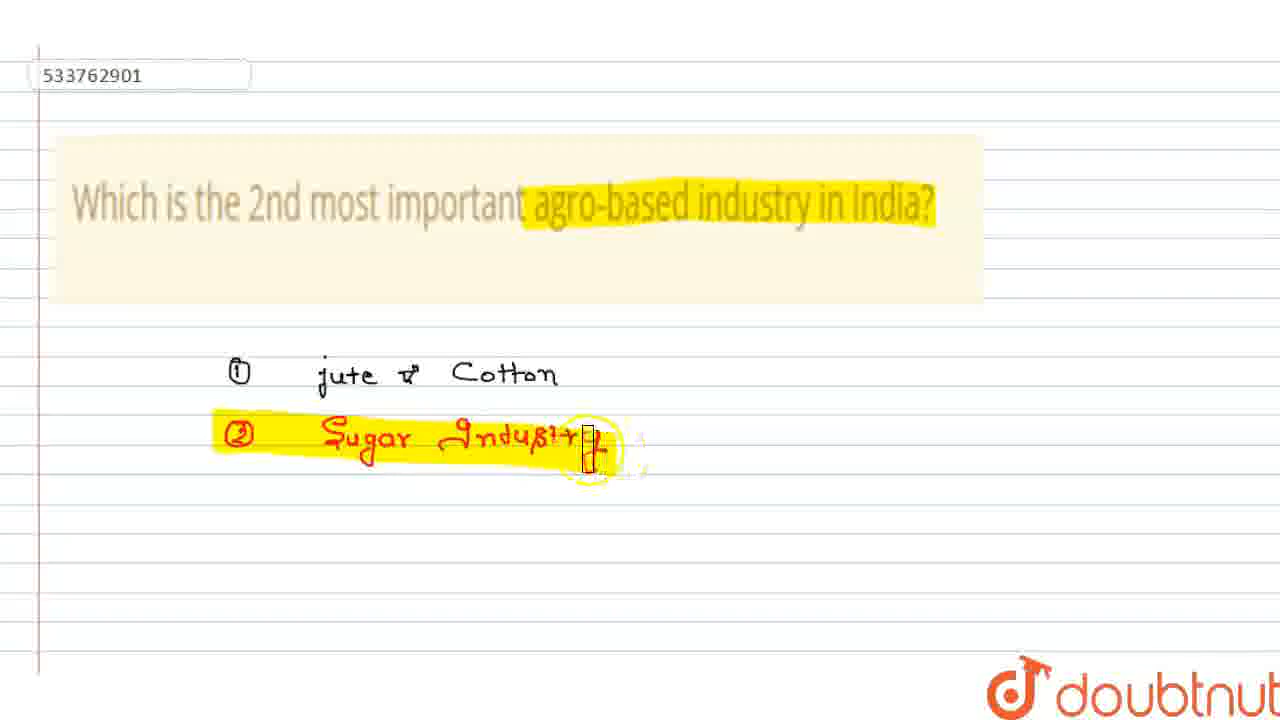 533762901
Which is the 2nd most important agro-based industry in India?
① jute & Cotton
② Sugar Industry
doubtnut